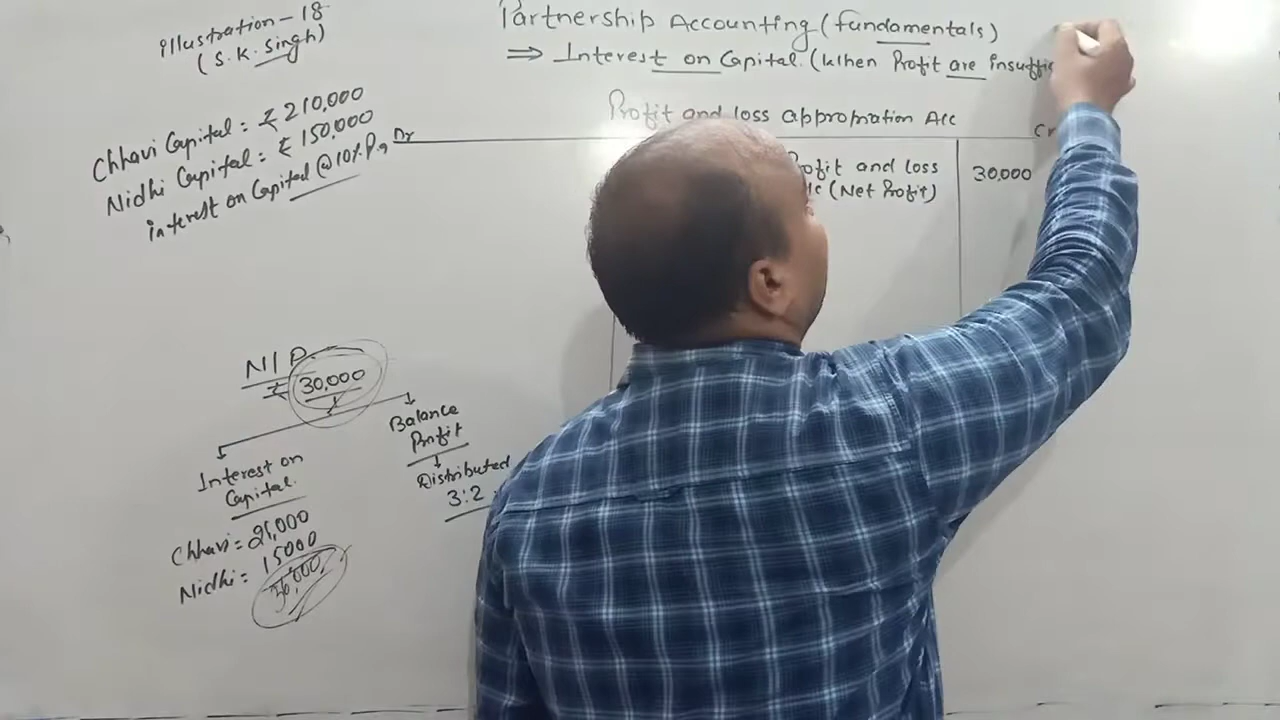 illustration-18
(S.K. Singh)
Partnership Accounting (fundamentals)
⇒ Interest on Capital. (When Profit are insuffic
Chhavi Capital: ₹ 210,000
Nidhi Capital: ₹ 150,000
interest on Capital @ 10% P.a
Profit and loss appropriation A/c
Dr
Cr
Profit and loss
(Net Profit)
30,000
N/P
₹ 30,000
Interest on
Capital.
Balance
Profit
Distributed
3:2
Chhavi = 21,000
Nidhi = 15000
36,000